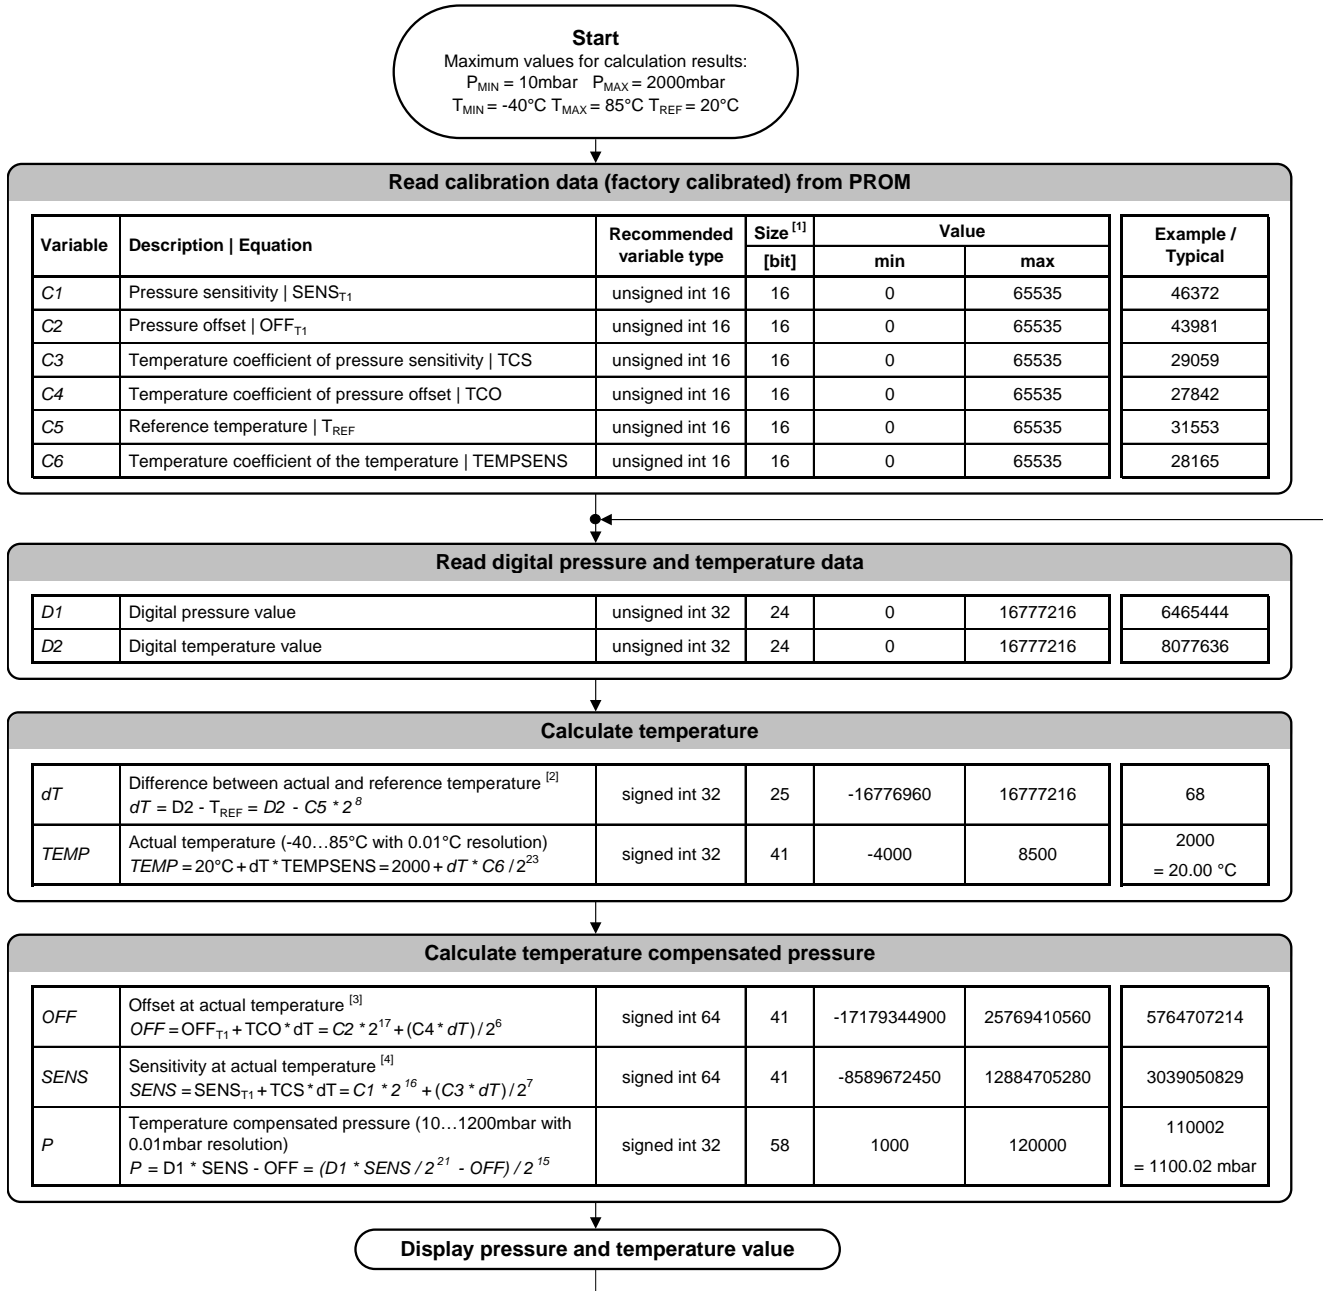 Start
Maximum values for calculation results:
PMIN = 10mbar PMAX = 2000mbar
TMIN = -40°C TMAX = 85°C TREF = 20°C
Read calibration data (factory calibrated) from PROM
Variable Description | Equation Recommended variable type Size [1] [bit] Value min max Example / Typical
C1 Pressure sensitivity | SENST1 unsigned int 16 16 0 65535 46372
C2 Pressure offset | OFFT1 unsigned int 16 16 0 65535 43981
C3 Temperature coefficient of pressure sensitivity | TCS unsigned int 16 16 0 65535 29059
C4 Temperature coefficient of pressure offset | TCO unsigned int 16 16 0 65535 27842
C5 Reference temperature | TREF unsigned int 16 16 0 65535 31553
C6 Temperature coefficient of the temperature | TEMPSENS unsigned int 16 16 0 65535 28165
Read digital pressure and temperature data
D1 Digital pressure value unsigned int 32 24 0 16777216 6465444
D2 Digital temperature value unsigned int 32 24 0 16777216 8077636
Calculate temperature
dT Difference between actual and reference temperature [2]
dT = D2 - TREF = D2 - C5 * 2^8 signed int 32 25 -16776960 16777216 68
TEMP Actual temperature (-40…85°C with 0.01°C resolution)
TEMP = 20°C + dT * TEMPSENS = 2000 + dT * C6 / 2^23 signed int 32 41 -4000 8500 2000
= 20.00 °C
Calculate temperature compensated pressure
OFF Offset at actual temperature [3]
OFF = OFFT1 + TCO * dT = C2 * 2^17 + (C4 * dT) / 2^6 signed int 64 41 -17179344900 25769410560 5764707214
SENS Sensitivity at actual temperature [4]
SENS = SENST1 + TCS * dT = C1 * 2^16 + (C3 * dT) / 2^7 signed int 64 41 -8589672450 12884705280 3039050829
P Temperature compensated pressure (10…1200mbar with
0.01mbar resolution)
P = D1 * SENS - OFF = (D1 * SENS / 2^21 - OFF) / 2^15 signed int 32 58 1000 120000 110002
= 1100.02 mbar
Display pressure and temperature value